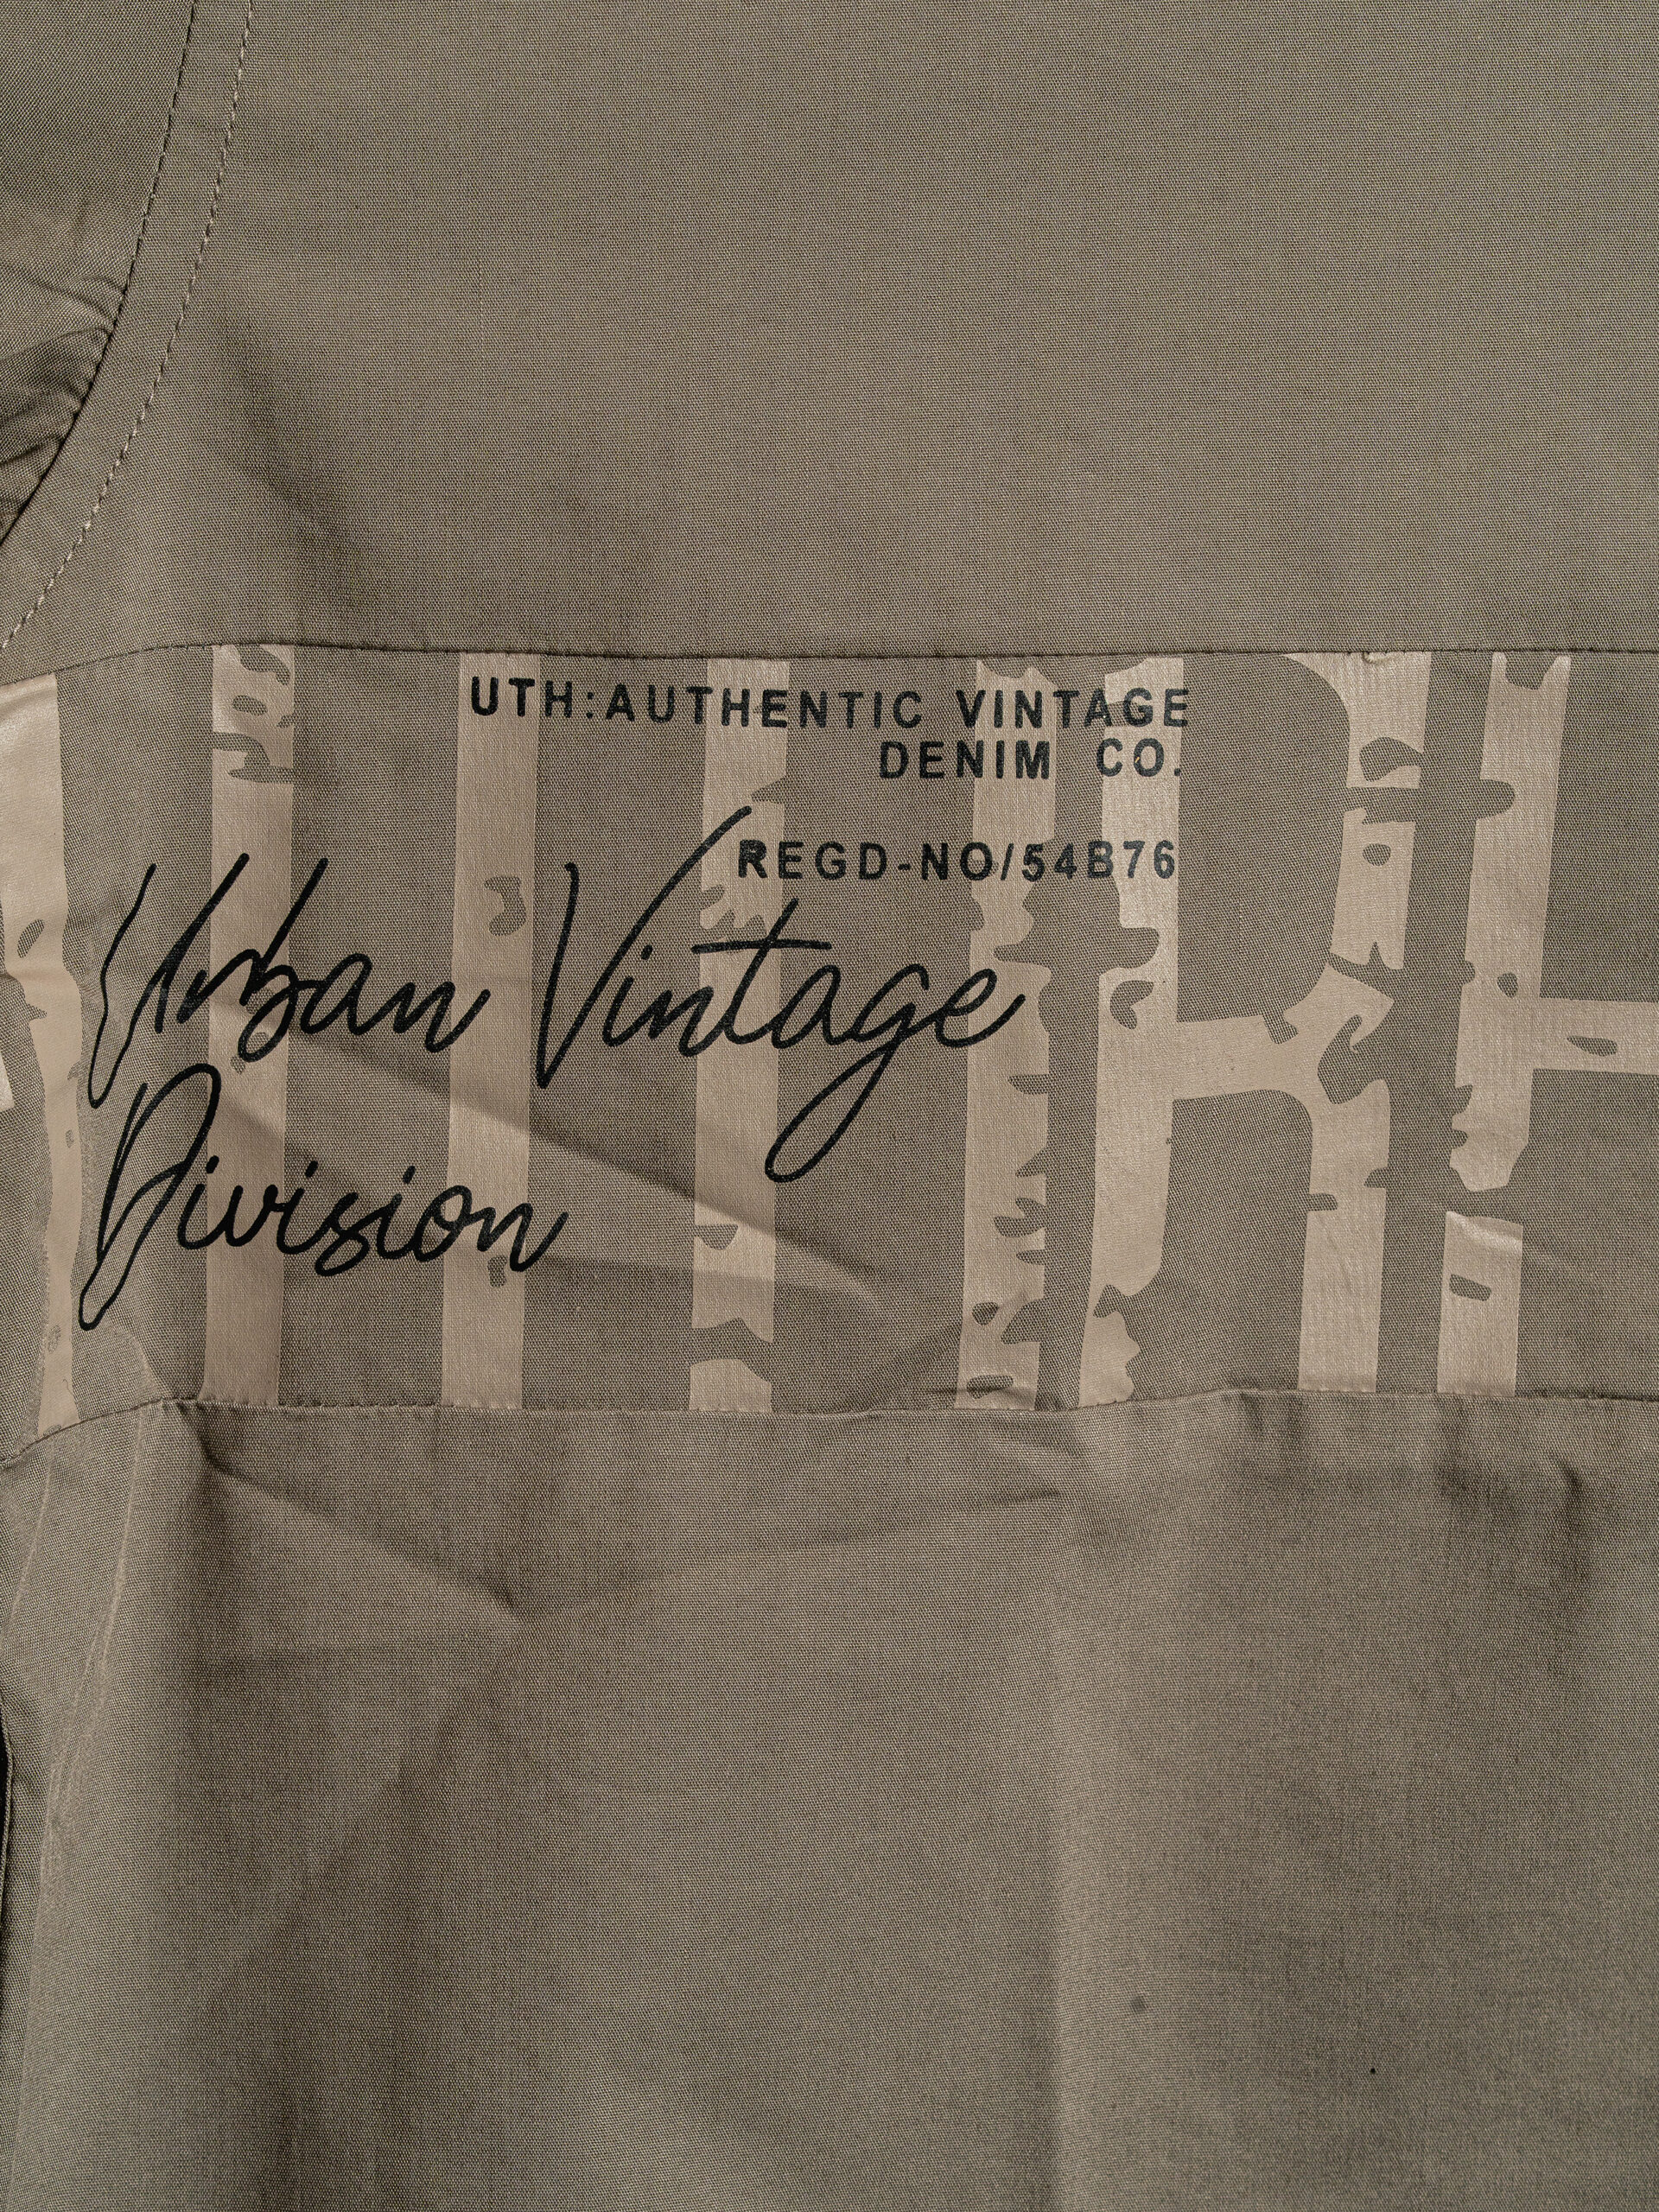 UTH:AUTHENTIC VINTAGE
DENIM CO.
REGD-NO/54B76
Urban Vintage
Division